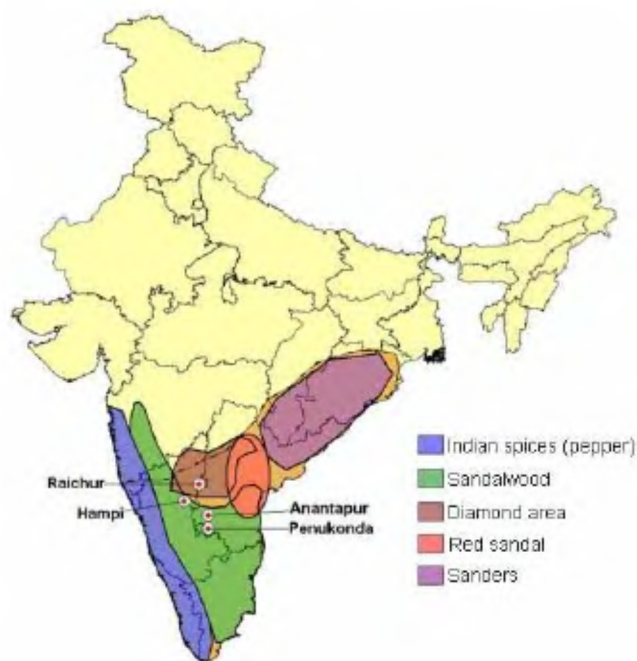 Raichur
Hampi
Anantapur
Penukonda
Indian spices (pepper)
Sandalwood
Diamond area
Red sandal
Sanders